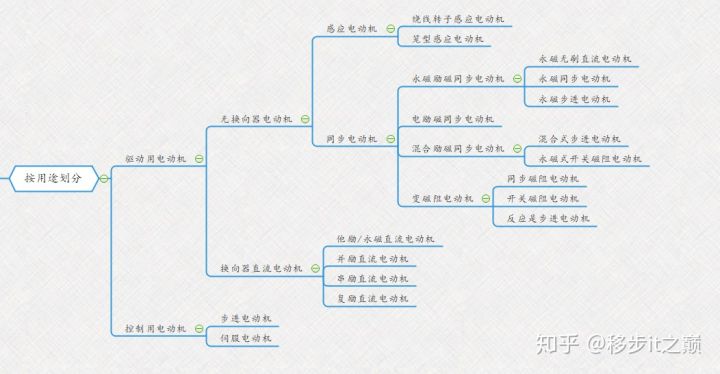 按用途划分
驱动用电动机
无换向器电动机
感应电动机
绕线转子感应电动机
笼型感应电动机
同步电动机
永磁励磁同步电动机
永磁无刷直流电动机
永磁同步电动机
永磁步进电动机
电励磁同步电动机
混合励磁同步电动机
混合式步进电动机
永磁式开关磁阻电动机
变磁阻电动机
同步磁阻电动机
开关磁阻电动机
反应是步进电动机
换向器直流电动机
他励/永磁直流电动机
并励直流电动机
串励直流电动机
复励直流电动机
控制用电动机
步进电动机
伺服电动机
知乎 @移步it之巅